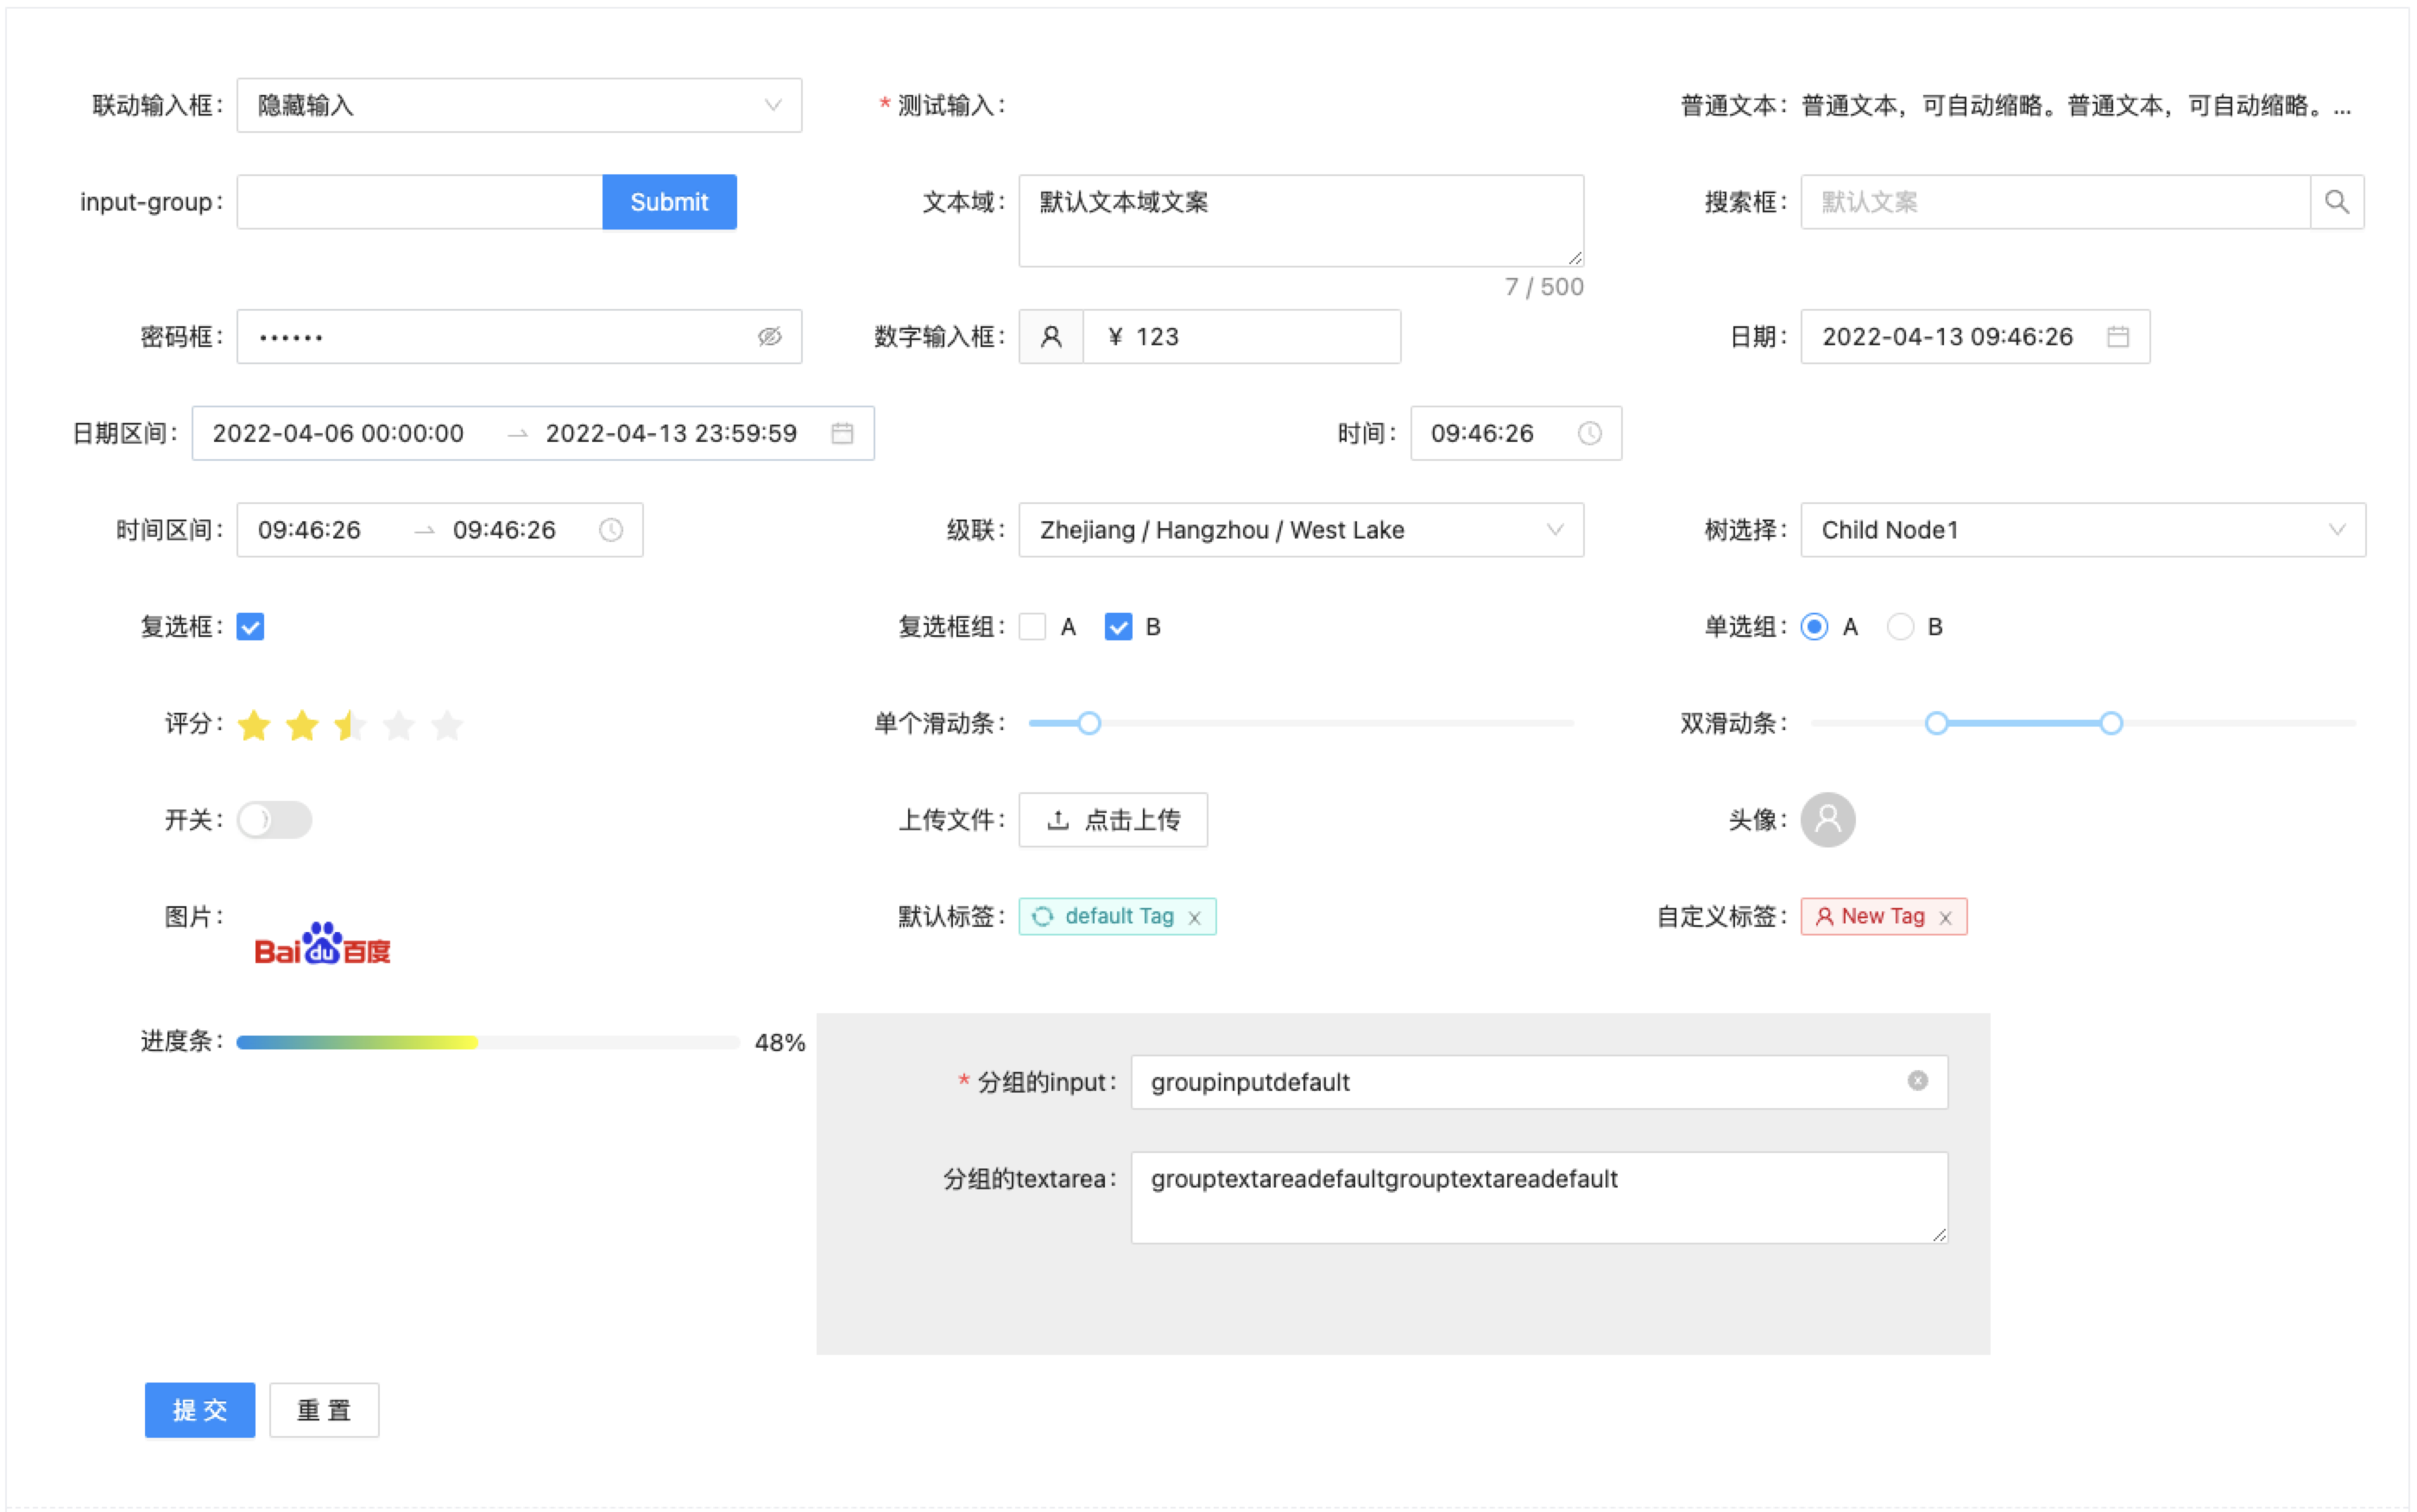 联动输入框: 隐藏输入 * 测试输入: 普通文本: 普通文本，可自动缩略。普通文本，可自动缩略。...
input-group: Submit 文本域: 默认文本域文案 搜索框: 默认文案
7 / 500
密码框: •••••• 数字输入框: ¥ 123 日期: 2022-04-13 09:46:26
日期区间: 2022-04-06 00:00:00 → 2022-04-13 23:59:59 时间: 09:46:26
时间区间: 09:46:26 → 09:46:26 级联: Zhejiang / Hangzhou / West Lake 树选择: Child Node1
复选框: 复选框组: A B 单选组: A B
评分: 单个滑动条: 双滑动条:
开关: 上传文件: 点击上传 头像:
图片: 默认标签: default Tag x 自定义标签: New Tag x
Bai du 百度
进度条: 48%
* 分组的input: groupinputdefault
分组的textarea: grouptextareadefaultgrouptextareadefault
提 交 重 置